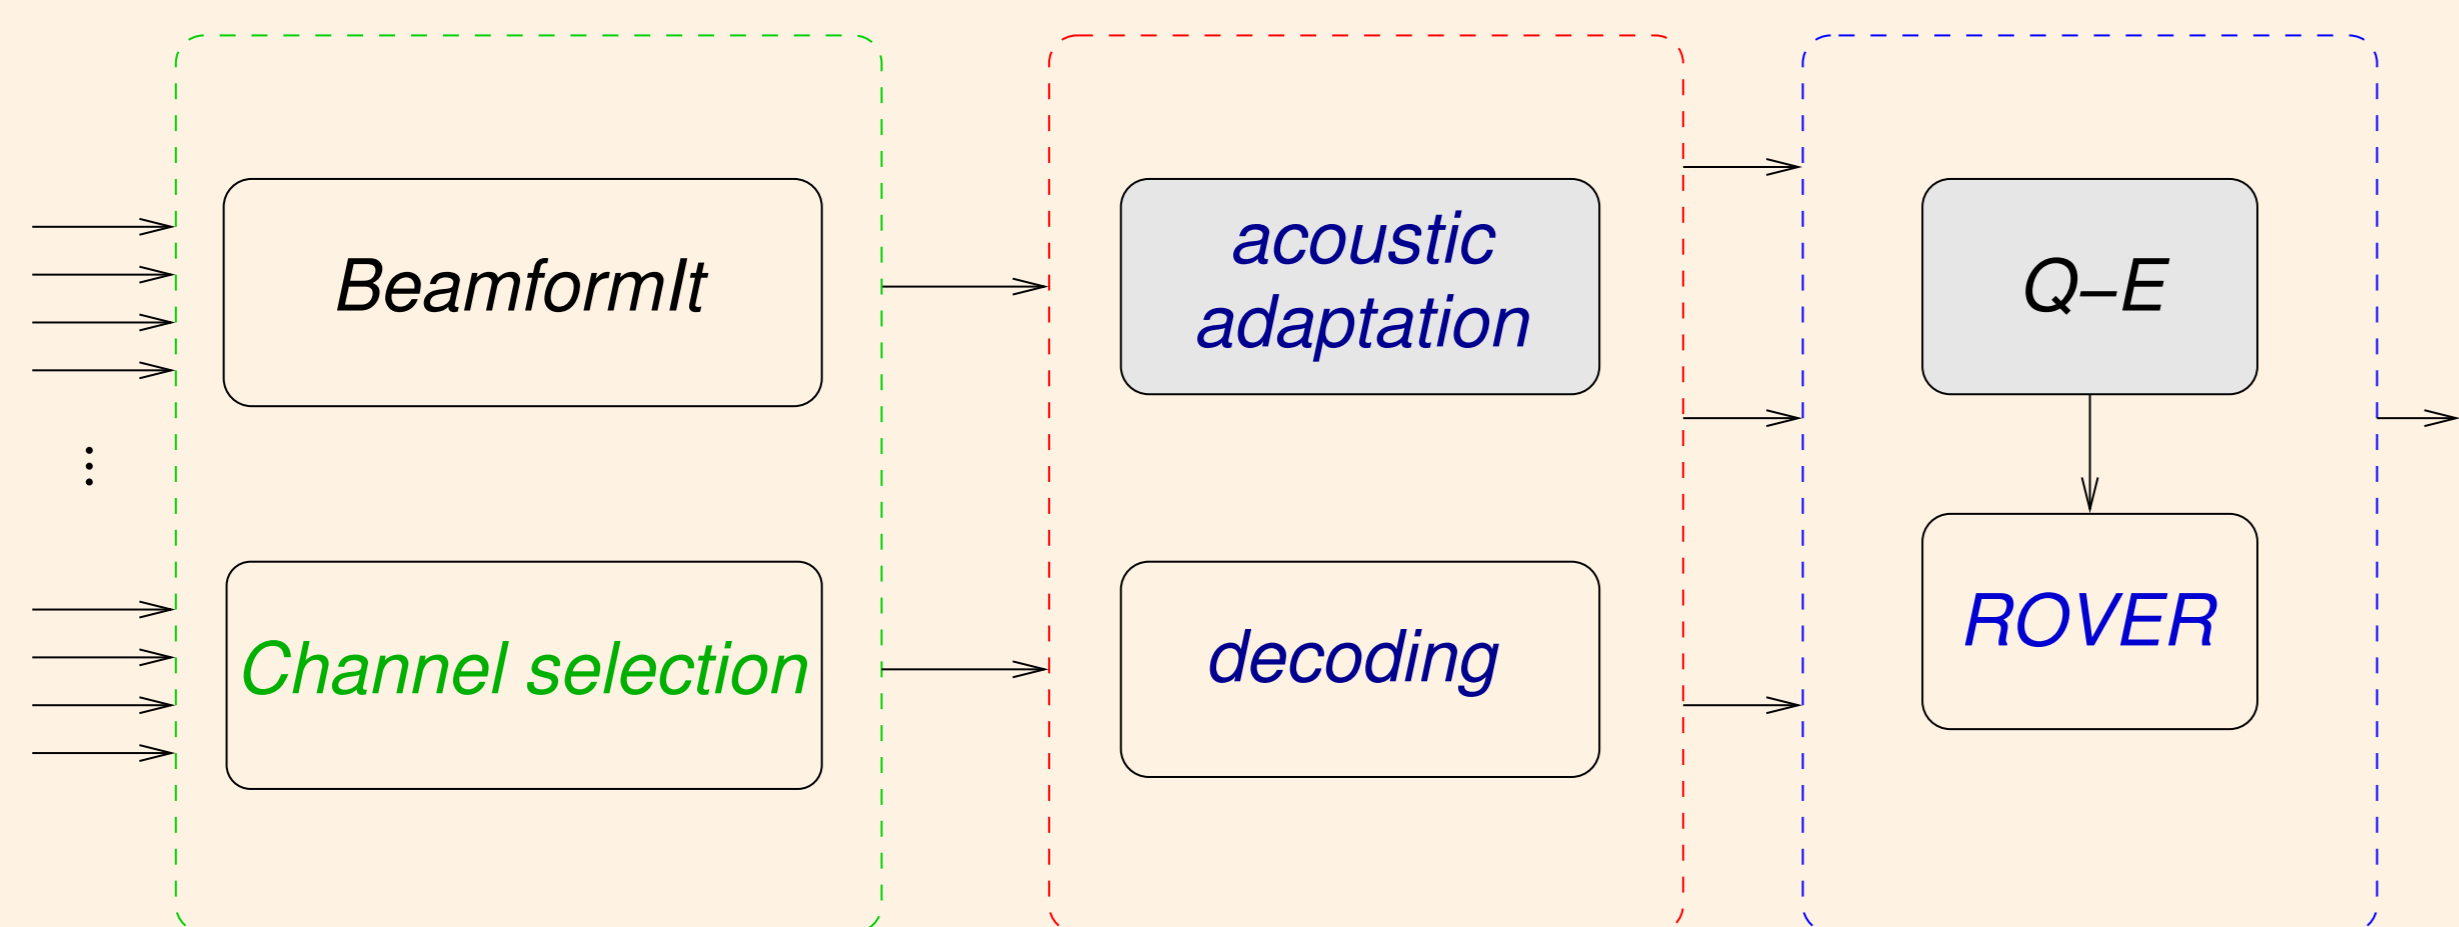 BeamformIt
Channel selection
acoustic
adaptation
decoding
Q–E
ROVER